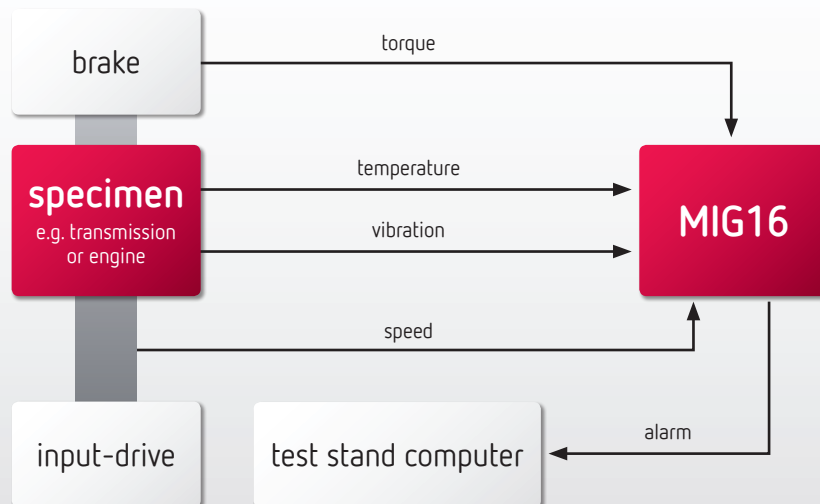 brake
torque
specimen
e.g. transmission
or engine
temperature
vibration
MIG16
speed
input-drive
test stand computer
alarm